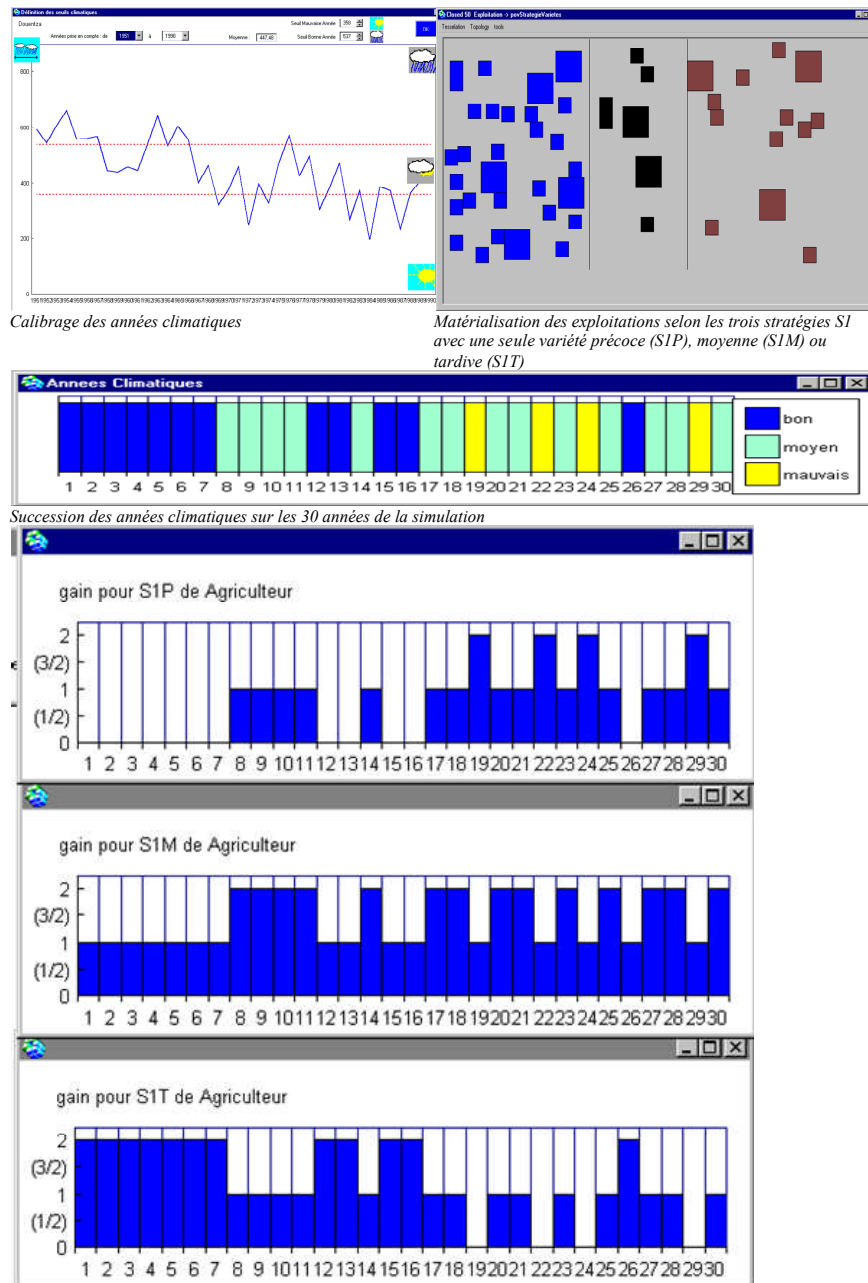 Définition des seuils climatiques
Douentza
Années prise en compte : de 1951 à 1990
Moyenne : 447,48
Seuil Mauvaise Année 359
Seuil Bonne Année 537
OK
800
600
400
200
0
Closed 50 Exploitation -> povStrategieVarietes
Tessellation Topology tools
Calibrage des années climatiques
Matérialisation des exploitations selon les trois stratégies S1
avec une seule variété précoce (S1P), moyenne (S1M) ou
tardive (S1T)
Annees Climatiques
bon
moyen
mauvais
1 2 3 4 5 6 7 8 9 10 11 12 13 14 15 16 17 18 19 20 21 22 23 24 25 26 27 28 29 30
Succession des années climatiques sur les 30 années de la simulation
gain pour S1P de Agriculteur
2
(3/2)
1
(1/2)
0
1 2 3 4 5 6 7 8 9 10 11 12 13 14 15 16 17 18 19 20 21 22 23 24 25 26 27 28 29 30
gain pour S1M de Agriculteur
2
(3/2)
1
(1/2)
0
1 2 3 4 5 6 7 8 9 10 11 12 13 14 15 16 17 18 19 20 21 22 23 24 25 26 27 28 29 30
gain pour S1T de Agriculteur
2
(3/2)
1
(1/2)
0
1 2 3 4 5 6 7 8 9 10 11 12 13 14 15 16 17 18 19 20 21 22 23 24 25 26 27 28 29 30